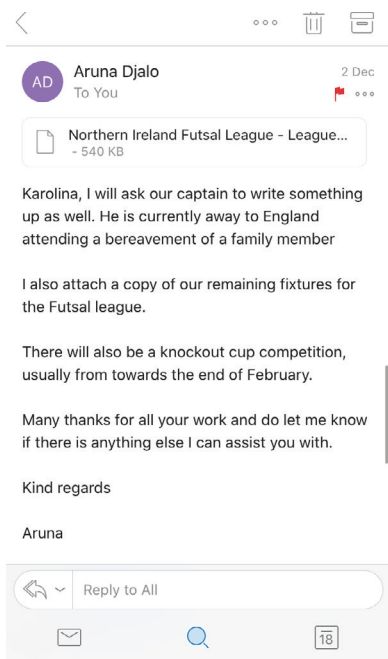 AD
Aruna Djalo
2 Dec
To You
Northern Ireland Futsal League - League...
- 540 KB
Karolina, I will ask our captain to write something
up as well. He is currently away to England
attending a bereavement of a family member
I also attach a copy of our remaining fixtures for
the Futsal league.
There will also be a knockout cup competition,
usually from towards the end of February.
Many thanks for all your work and do let me know
if there is anything else I can assist you with.
Kind regards
Aruna
Reply to All
18